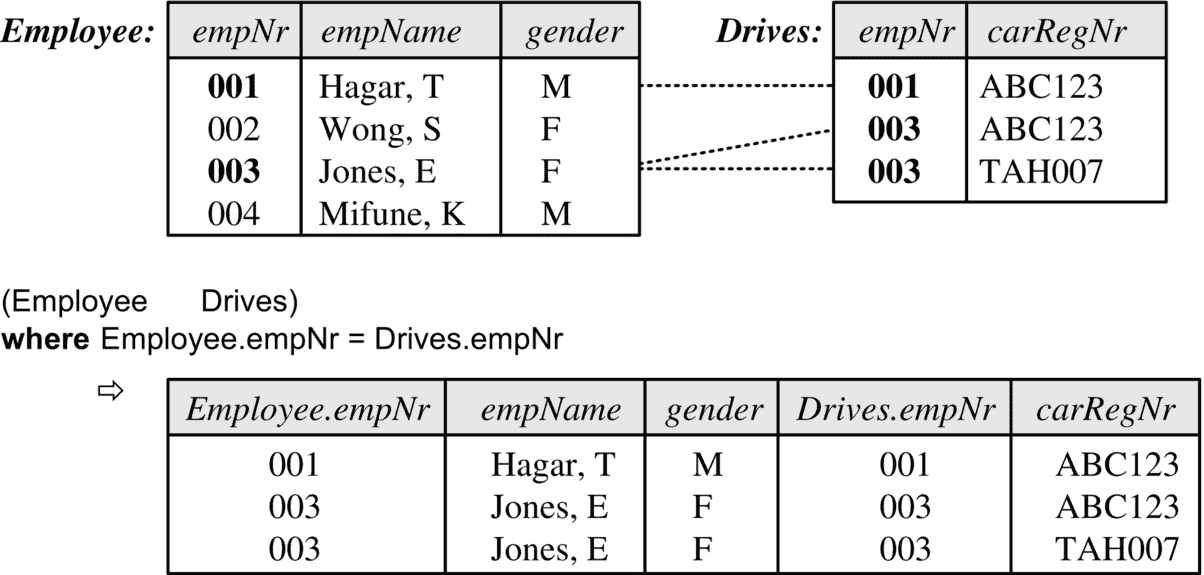 Employee: empNr empName gender
001 Hagar, T M
002 Wong, S F
003 Jones, E F
004 Mifune, K M
Drives: empNr carRegNr
001 ABC123
003 ABC123
003 TAH007
(Employee Drives)
where Employee.empNr = Drives.empNr
⇨
Employee.empNr empName gender Drives.empNr carRegNr
001 Hagar, T M 001 ABC123
003 Jones, E F 003 ABC123
003 Jones, E F 003 TAH007